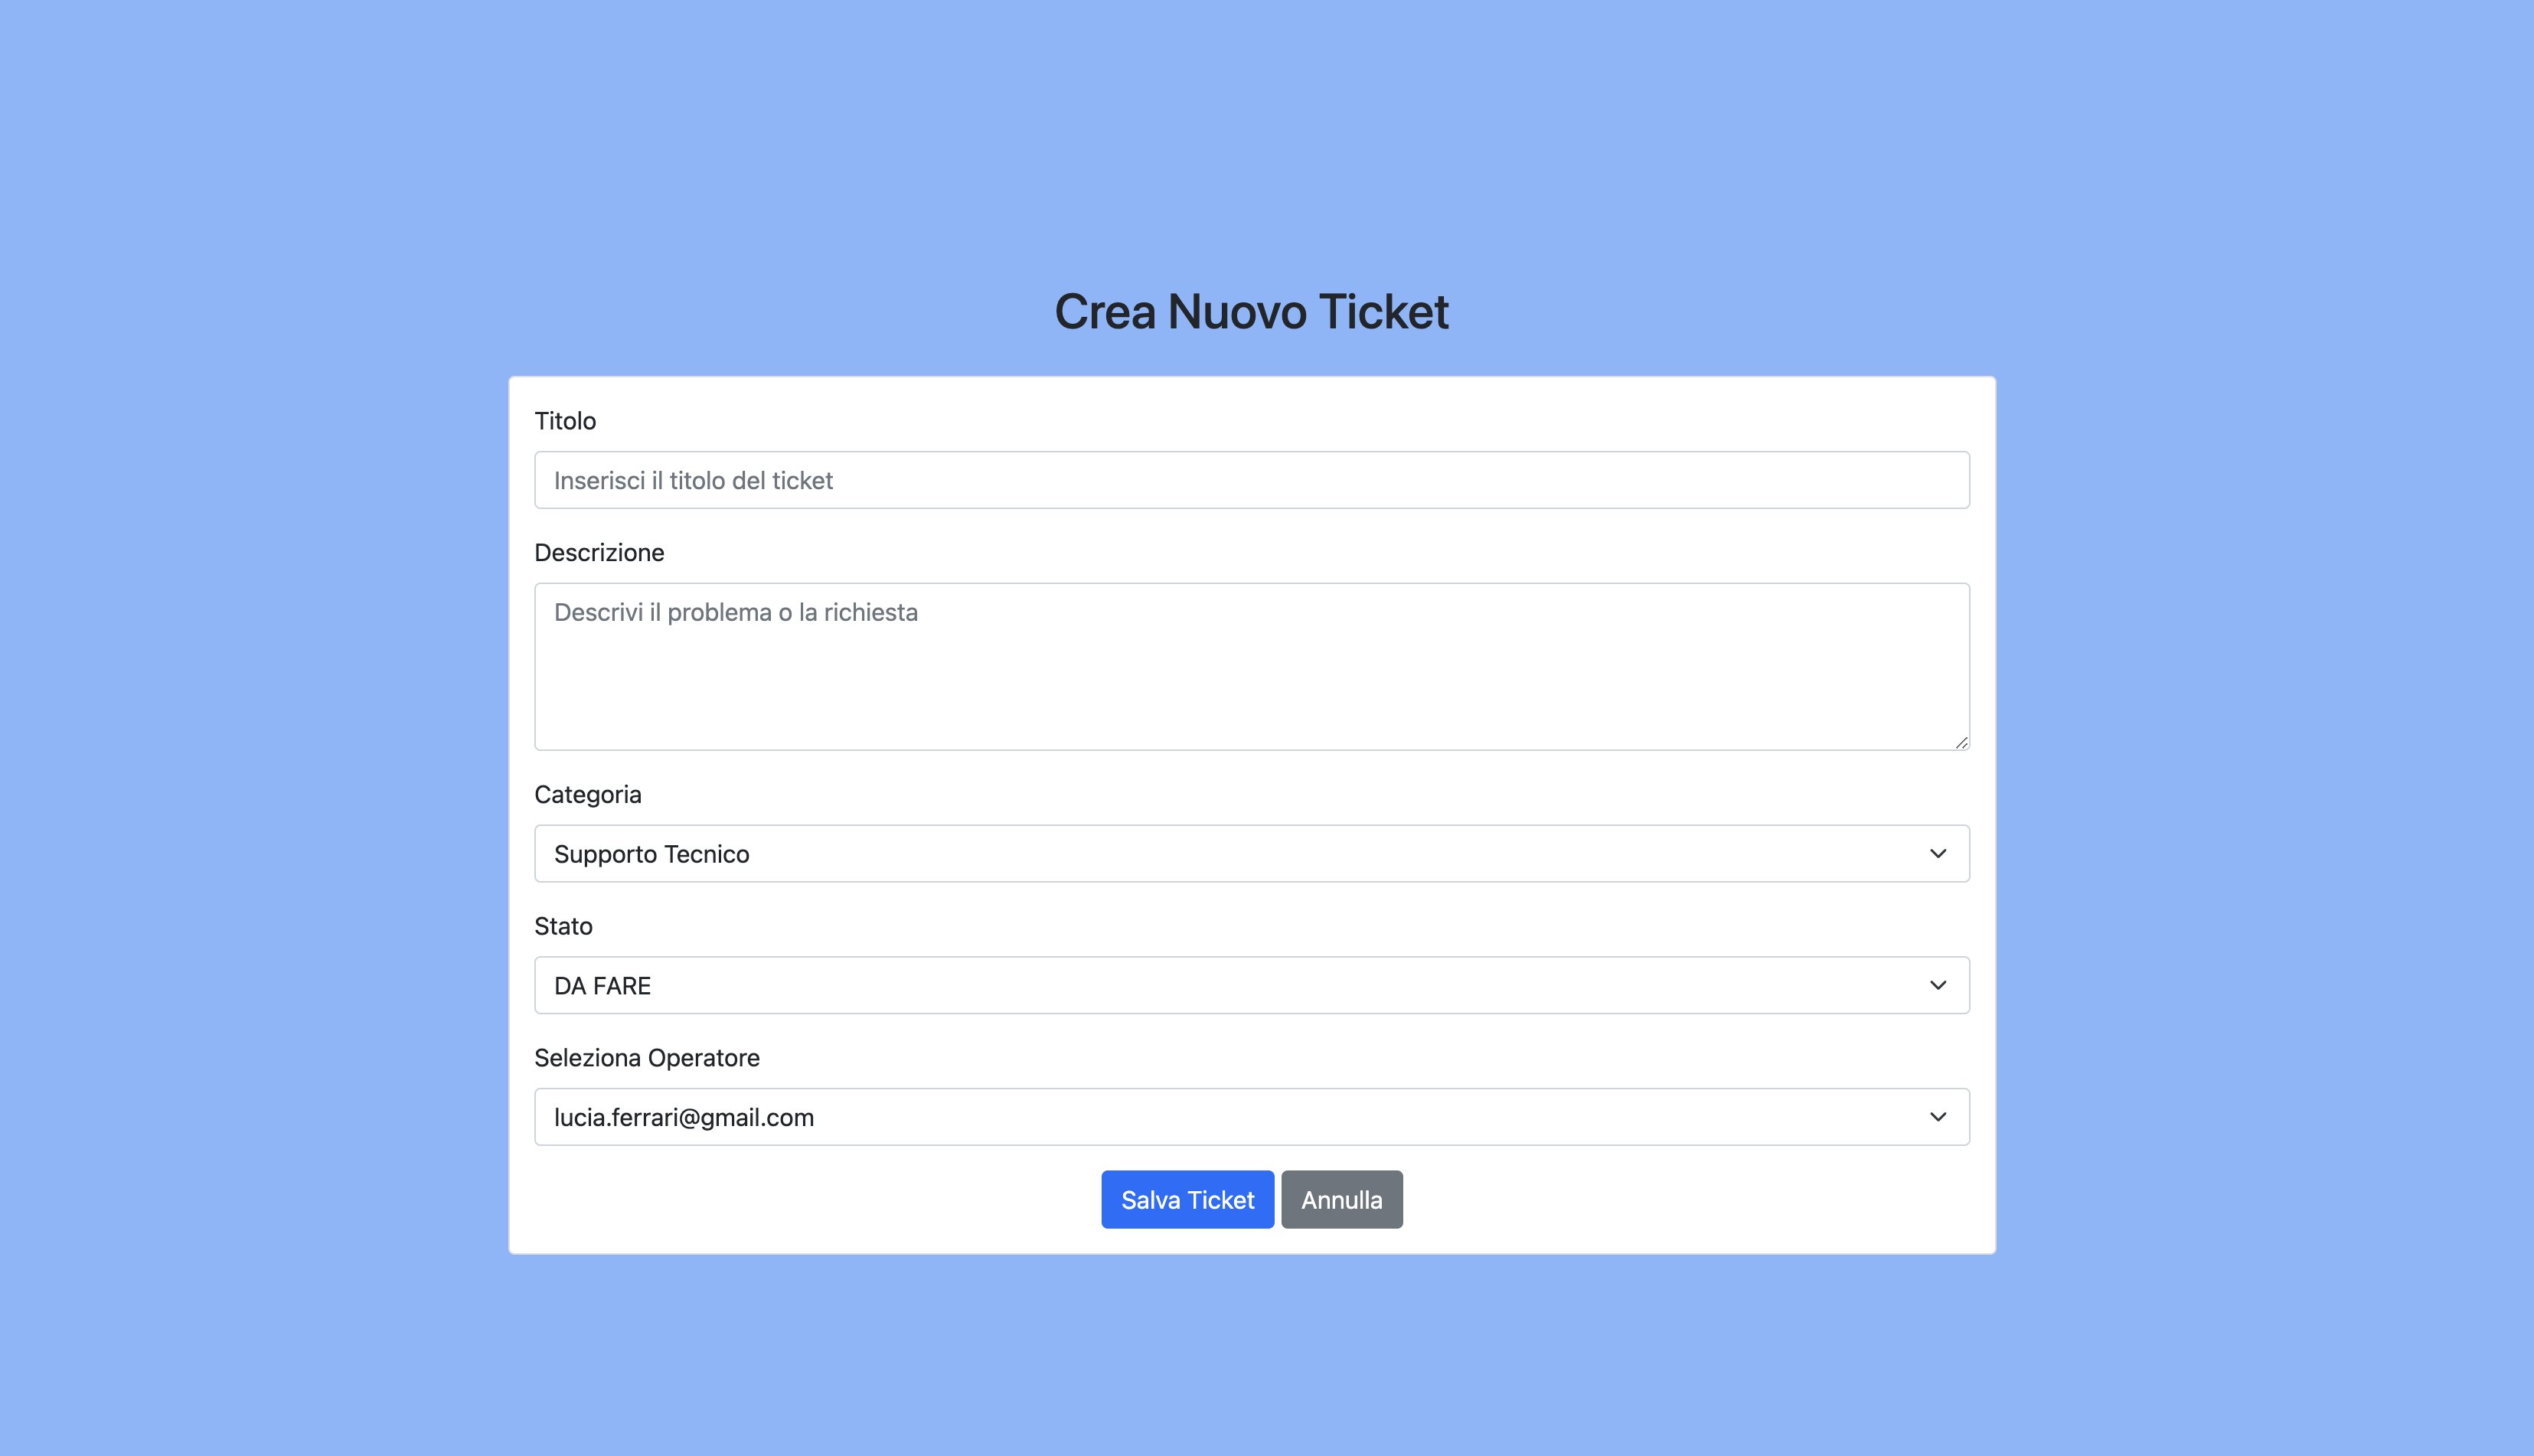 Crea Nuovo Ticket
Titolo
Inserisci il titolo del ticket
Descrizione
Descrivi il problema o la richiesta
Categoria
Supporto Tecnico
Stato
DA FARE
Seleziona Operatore
lucia.ferrari@gmail.com
Salva Ticket Annulla